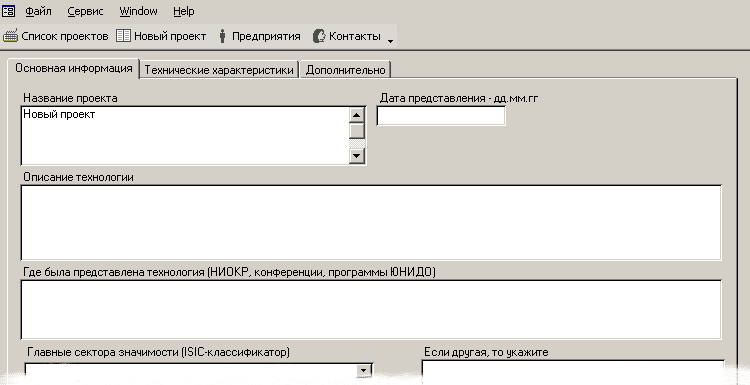 Файл Сервис Window Help
Список проектов Новый проект Предприятия Контакты
Основная информация Технические характеристики Дополнительно
Название проекта Дата представления - дд.мм.гг
Новый проект
Описание технологии
Где была представлена технология (НИОКР, конференции, программы ЮНИДО)
Главные сектора значимости (ISIC-классификатор) Если другая, то укажите